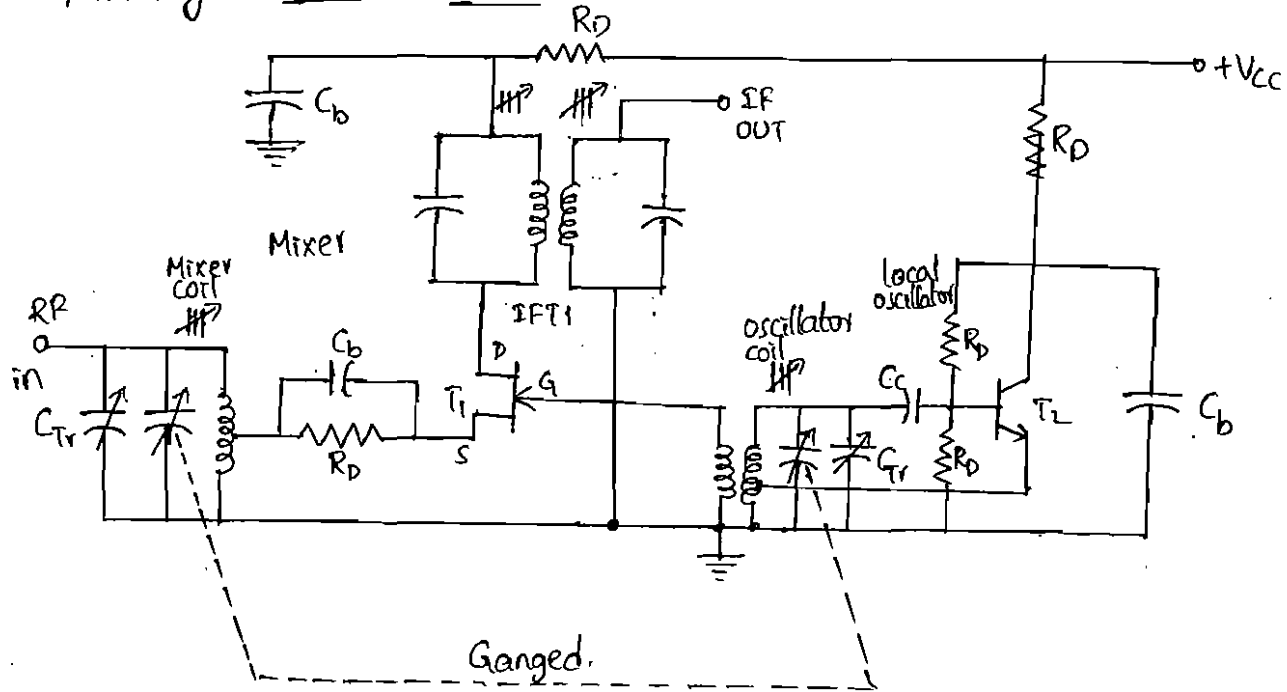 RD
+VCC
Cb
IF
OUT
RD
Mixer
Mixer
coil
RF
in
IFT1
D
G
T1
S
Cb
RD
CTr
local
oscillator
oscillator
coil
RD
Cc
T2
Cb
CTr
RD
Ganged.